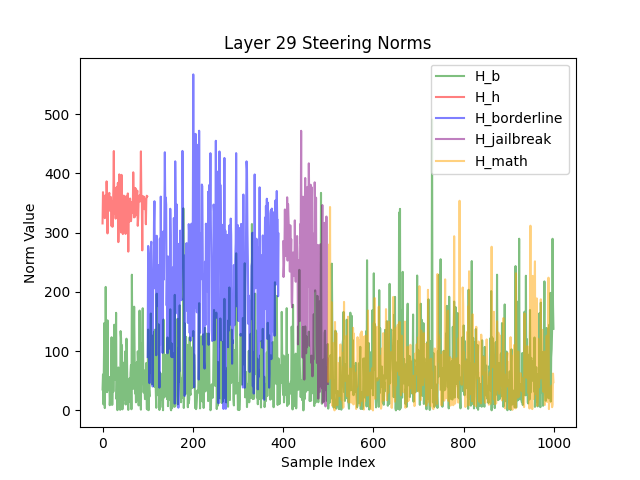 Layer 29 Steering Norms
H_b
H_h
H_borderline
H_jailbreak
H_math
Norm Value
500
400
300
200
100
0
0 200 400 600 800 1000
Sample Index